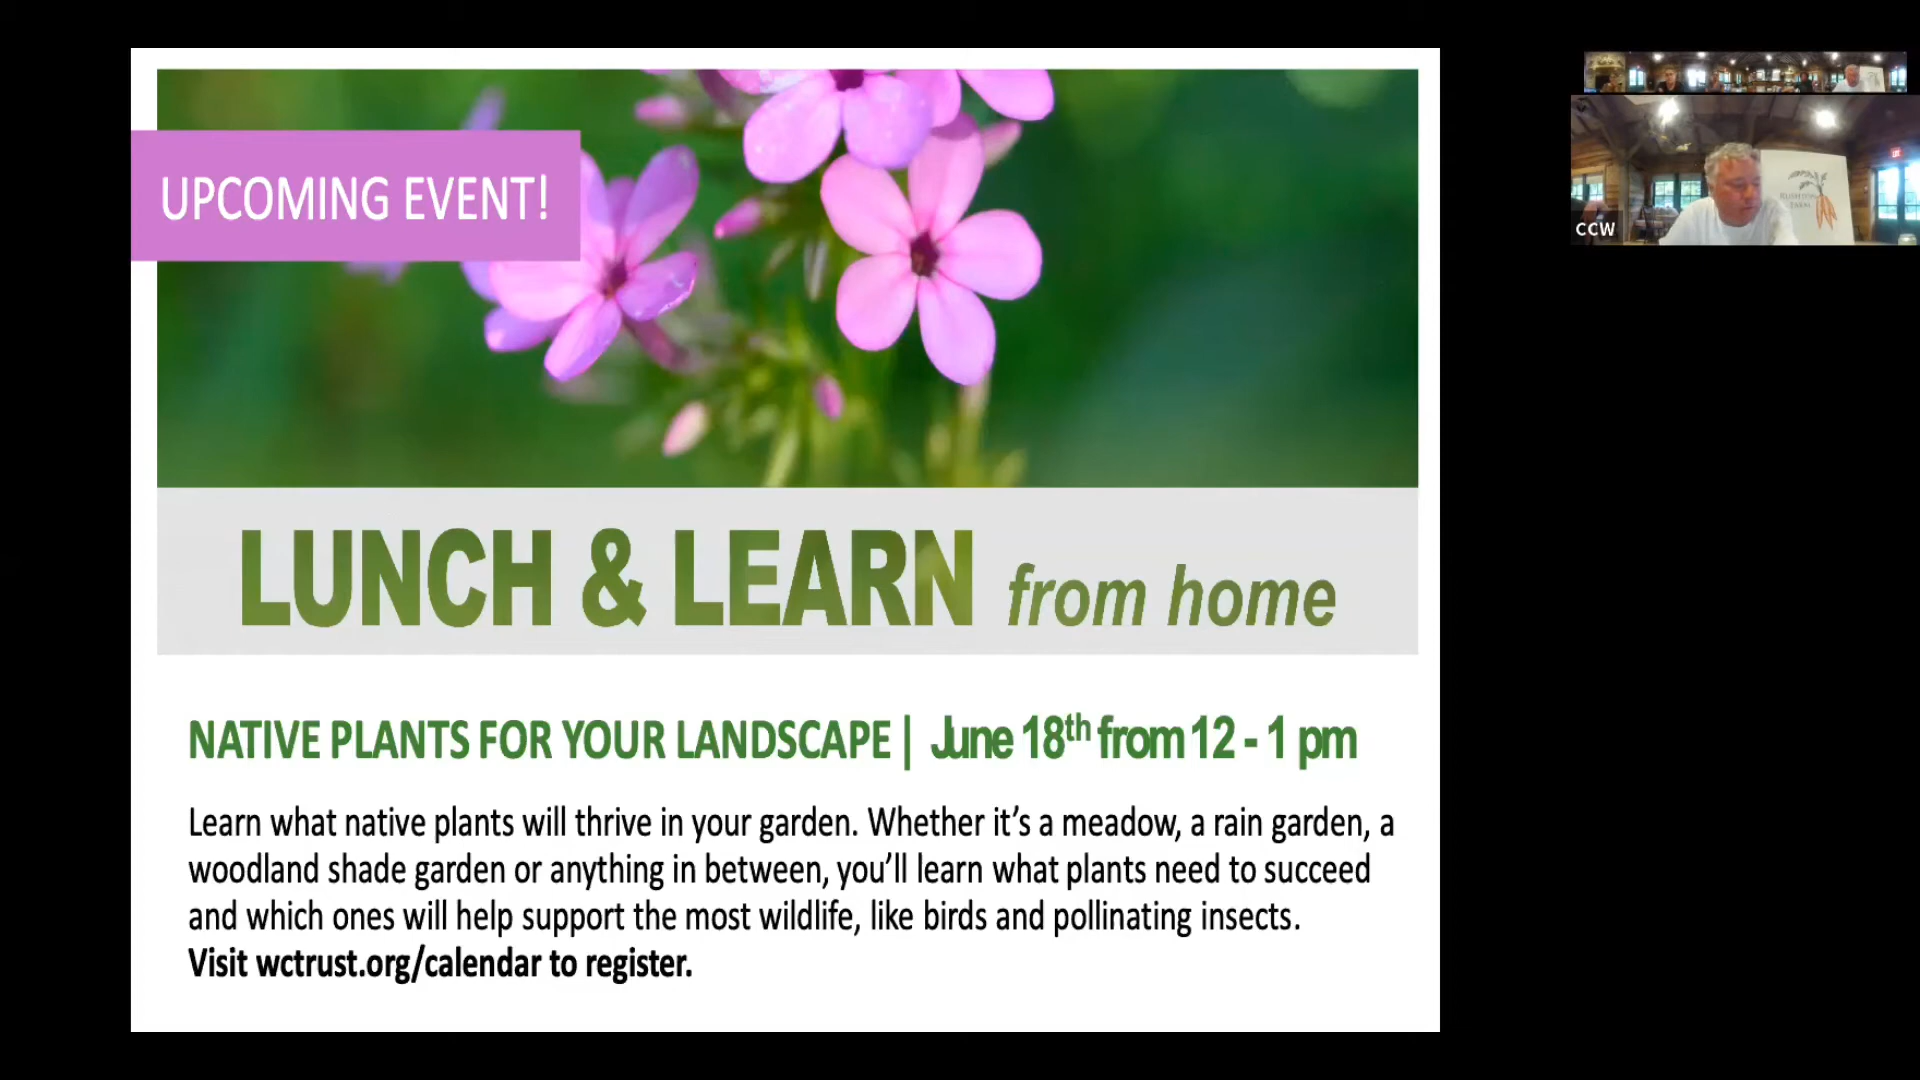 UPCOMING EVENT!
LUNCH & LEARN from home
NATIVE PLANTS FOR YOUR LANDSCAPE | June 18th from 12 - 1 pm
Learn what native plants will thrive in your garden. Whether it's a meadow, a rain garden, a
woodland shade garden or anything in between, you'll learn what plants need to succeed
and which ones will help support the most wildlife, like birds and pollinating insects.
Visit wctrust.org/calendar to register.
CCW
RUSHTON
FARM